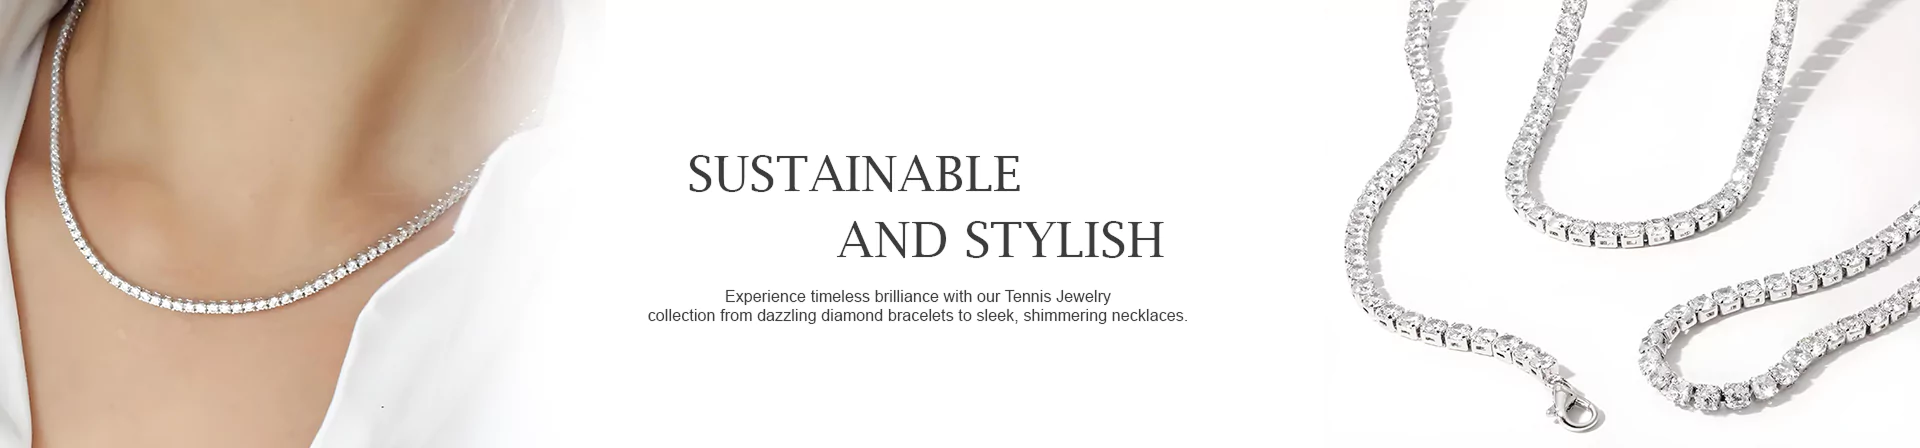 SUSTAINABLE
AND STYLISH
Experience timeless brilliance with our Tennis Jewelry
collection from dazzling diamond bracelets to sleek, shimmering necklaces.